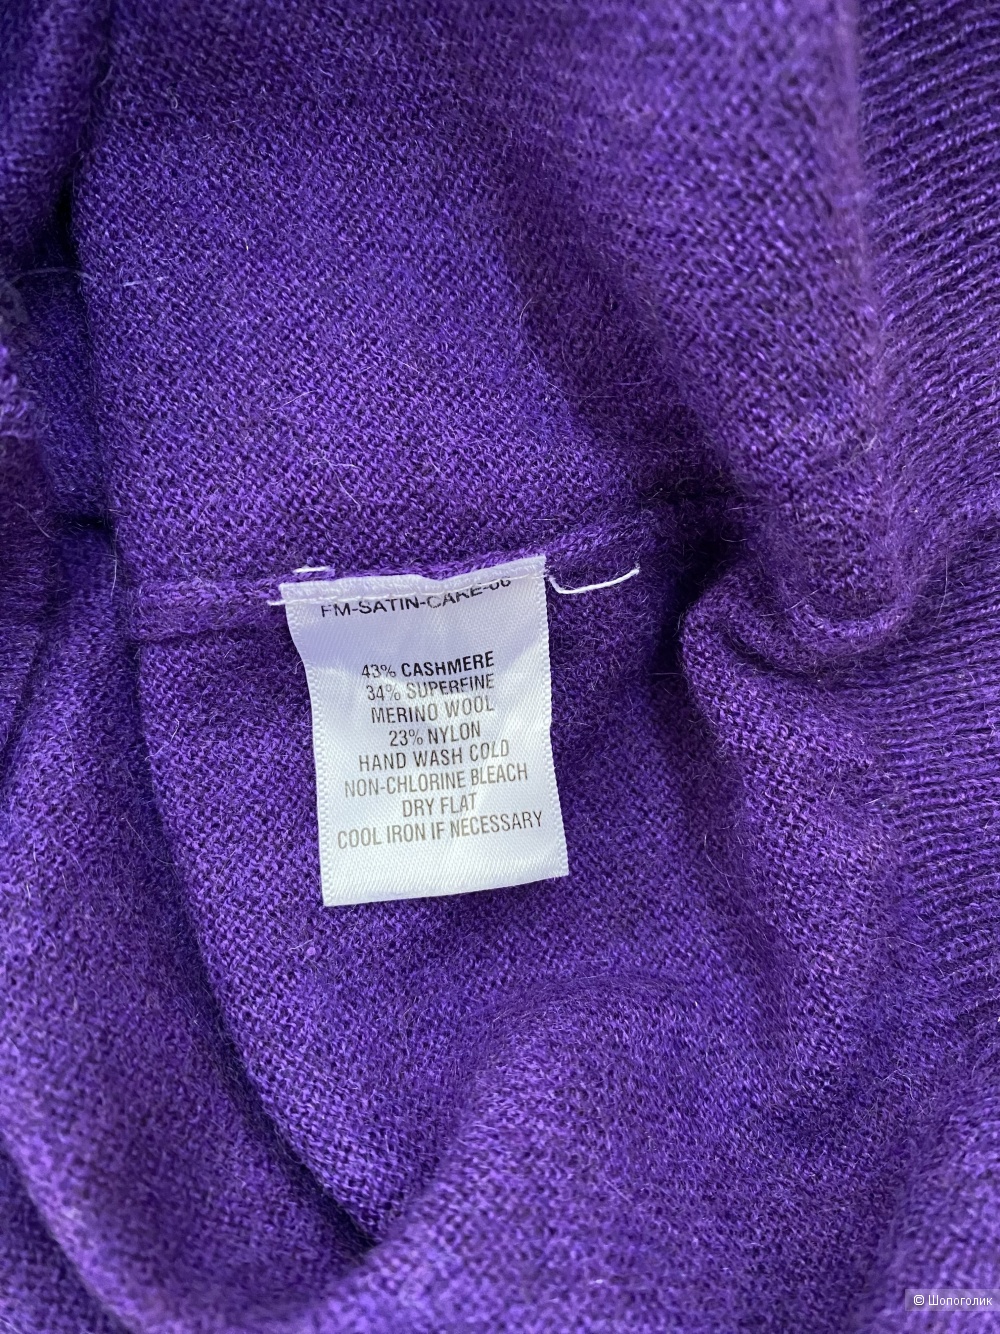 FM-SATIN-CARE-06
43% CASHMERE
34% SUPERFINE
MERINO WOOL
23% NYLON
HAND WASH COLD
NON-CHLORINE BLEACH
DRY FLAT
COOL IRON IF NECESSARY
© Шопоголик